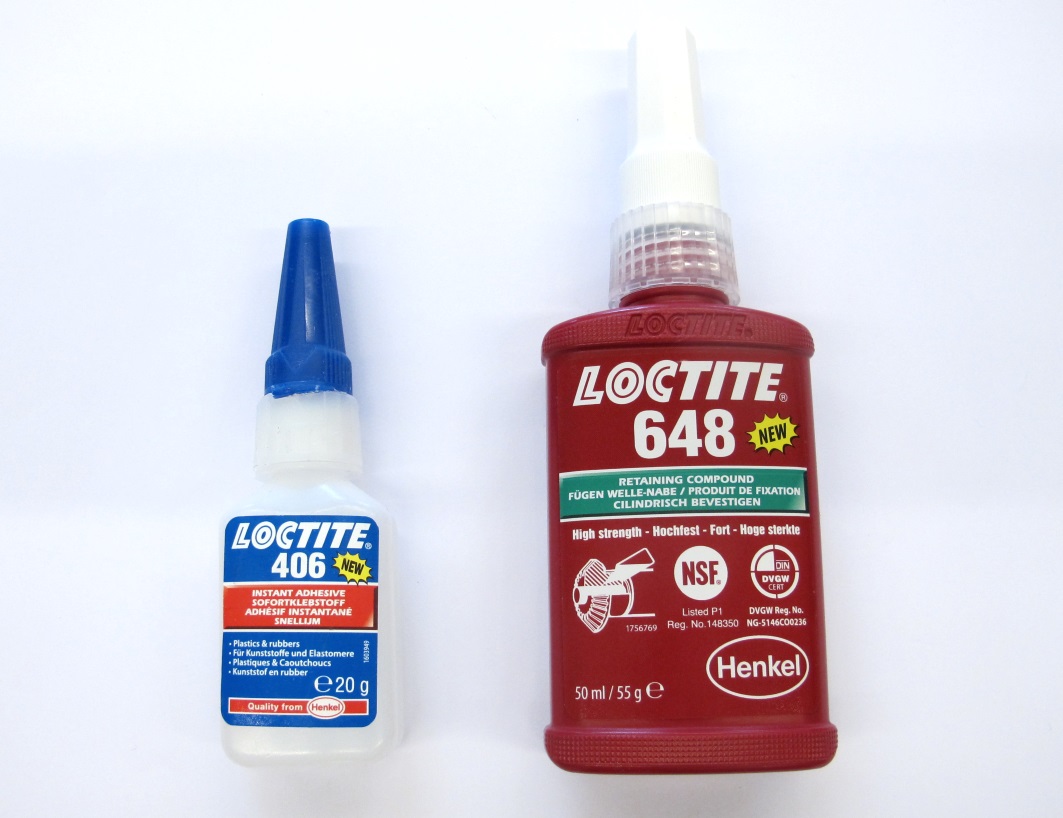 LOCTITE®
406
NEW
INSTANT ADHESIVE
SOFORTKLEBSTOFF
ADHÉSIF INSTANTANÉ
SNELLIJM
• Plastics & rubbers
• Für Kunststoffe und Elastomere
• Plastiques & Caoutchoucs
• Kunststof en rubber
1603949
℮ 20 g
Quality from Henkel
LOCTITE®
LOCTITE®
648
NEW
RETAINING COMPOUND
FÜGEN WELLE-NABE / PRODUIT DE FIXATION
CILINDRISCH BEVESTIGEN
High strength - Hochfest - Fort - Hoge sterkte
1756769
NSF®
Listed P1
Reg. No.148350
DIN
DVGW
CERT
DVGW Reg. No.
NG-5146CO0236
Henkel
50 ml / 55 g ℮